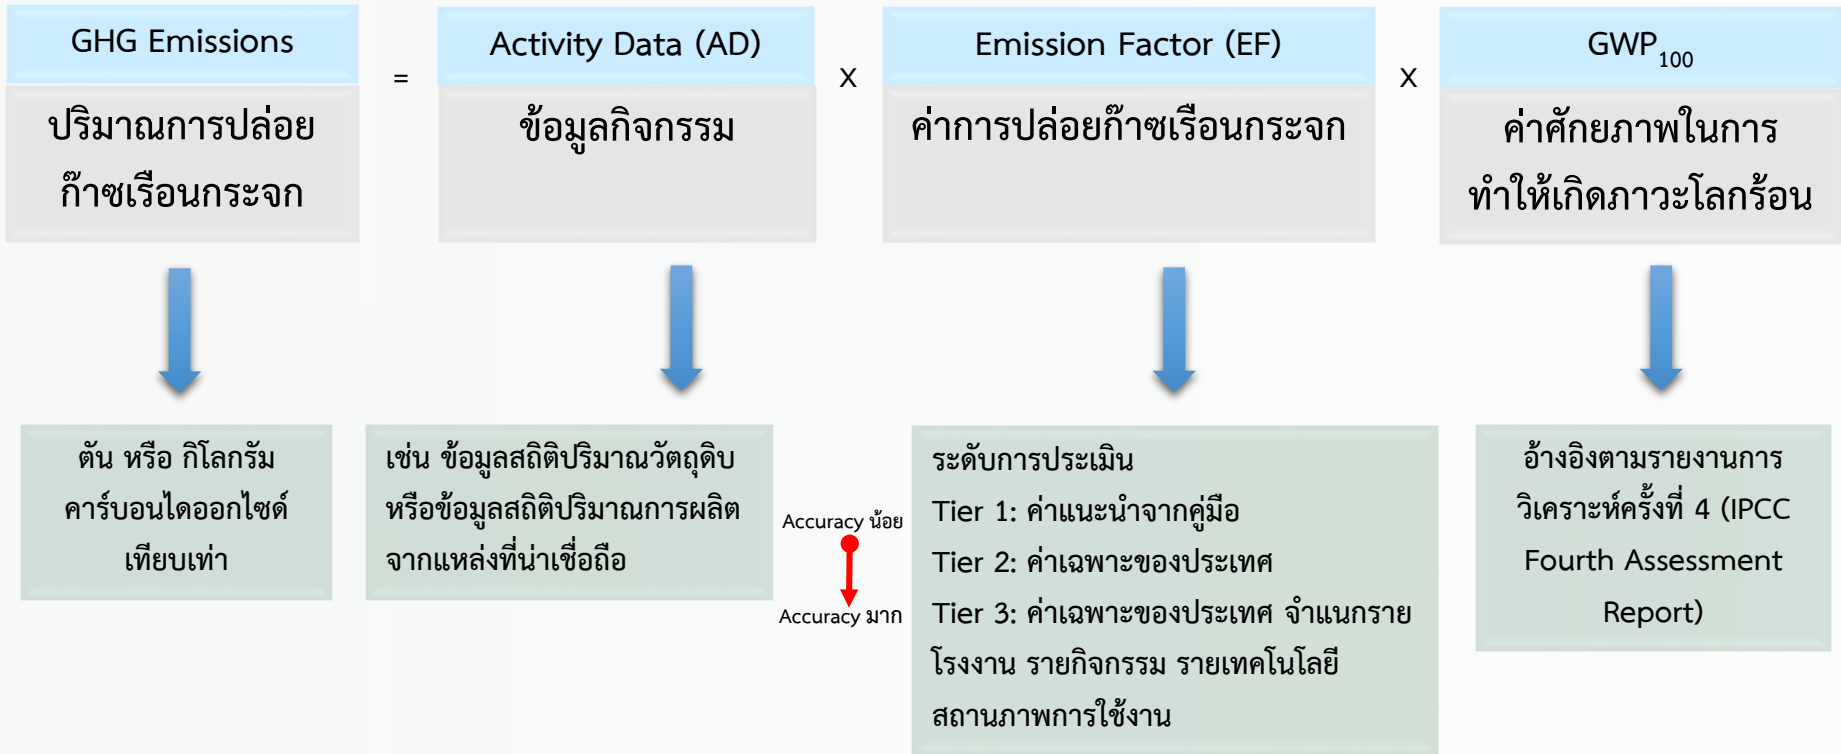 GHG Emissions
ปริมาณการปล่อย
ก๊าซเรือนกระจก
=
Activity Data (AD)
ข้อมูลกิจกรรม
X
Emission Factor (EF)
ค่าการปล่อยก๊าซเรือนกระจก
X
GWP₁₀₀
ค่าศักยภาพในการ
ทำให้เกิดภาวะโลกร้อน
ตัน หรือ กิโลกรัม
คาร์บอนไดออกไซด์
เทียบเท่า
เช่น ข้อมูลสถิติปริมาณวัตถุดิบ
หรือข้อมูลสถิติปริมาณการผลิต
จากแหล่งที่น่าเชื่อถือ
Accuracy น้อย
Accuracy มาก
ระดับการประเมิน
Tier 1: ค่าแนะนำจากคู่มือ
Tier 2: ค่าเฉพาะของประเทศ
Tier 3: ค่าเฉพาะของประเทศ จำแนกราย
โรงงาน รายกิจกรรม รายเทคโนโลยี
สถานภาพการใช้งาน
อ้างอิงตามรายงานการ
วิเคราะห์ครั้งที่ 4 (IPCC
Fourth Assessment
Report)